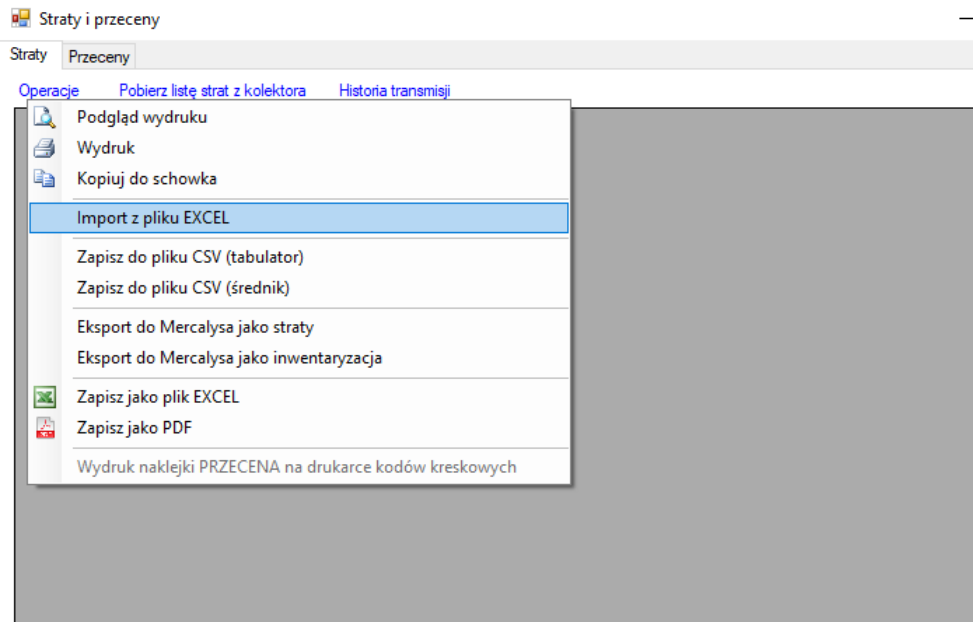 Straty i przeceny
Straty Przeceny
Operacje Pobierz listę strat z kolektora Historia transmisji
Podgląd wydruku
Wydruk
Kopiuj do schowka
Import z pliku EXCEL
Zapisz do pliku CSV (tabulator)
Zapisz do pliku CSV (średnik)
Eksport do Mercalysa jako straty
Eksport do Mercalysa jako inwentaryzacja
Zapisz jako plik EXCEL
Zapisz jako PDF
Wydruk naklejki PRZECENA na drukarce kodów kreskowych